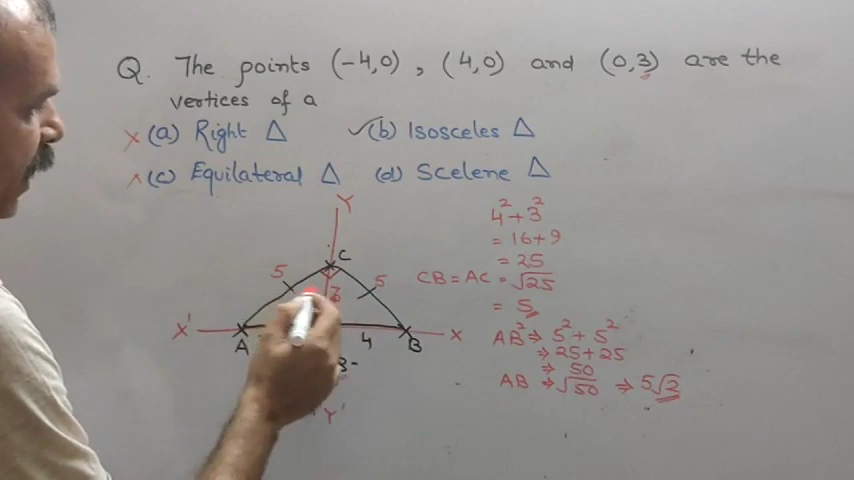 Q. The points (-4,0), (4,0) and (0,3) are the
vertices of a
× (a) Right Δ ✓(b) Isosceles Δ
× (c) Equilateral Δ (d) Scelene Δ
Y
C
5 5
3
X' X
A 4 B
8
Y'
4² + 3²
= 16+9
= 25
CB = AC = √25
= 5
AB² ⇒ 5² + 5²
⇒ 25 + 25
⇒ 50
AB ⇒ √50 ⇒ 5√2